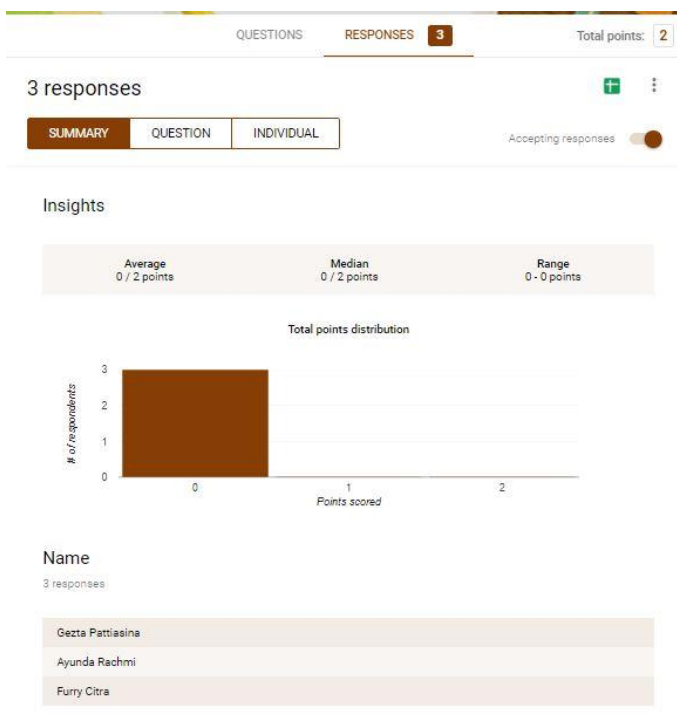 QUESTIONS RESPONSES 3 Total points: 2
3 responses
SUMMARY QUESTION INDIVIDUAL Accepting responses
Insights
Average Median Range
0 / 2 points 0 / 2 points 0 - 0 points
Total points distribution
# of respondents
3
2
1
0
0 1 2
Points scored
Name
3 responses
Gezta Pattiasina
Ayunda Rachmi
Furry Citra